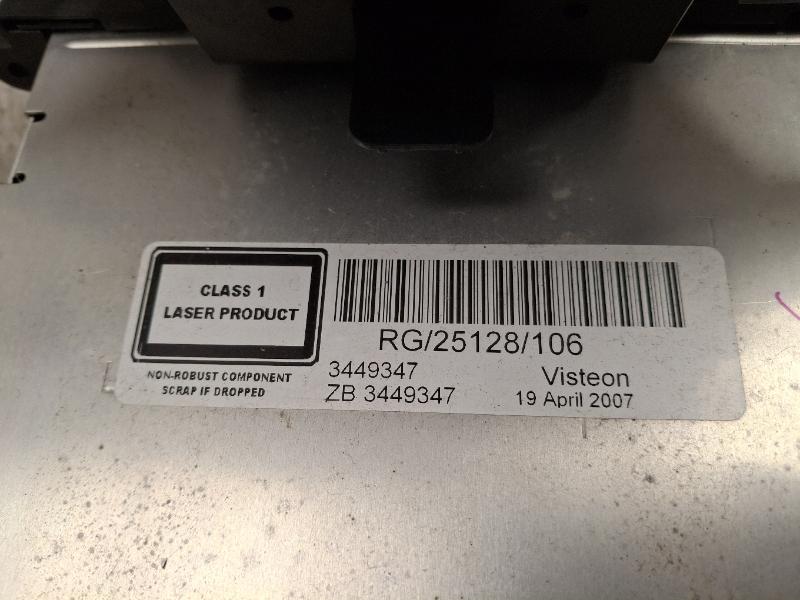 CLASS 1
LASER PRODUCT
NON-ROBUST COMPONENT
SCRAP IF DROPPED
RG/25128/106
3449347
ZB 3449347
Visteon
19 April 2007